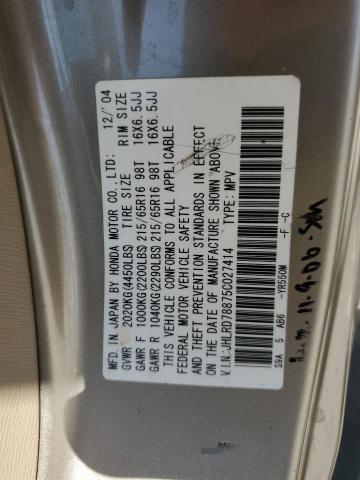 MFD. IN JAPAN BY HONDA MOTOR CO., LTD: 12/'04
GVWR 2020KG(4450LBS) TIRE SIZE RIM SIZE
GAWR F 1000KG(2200LBS)215/65R16 98T 16X6.5JJ
GAWR R 1040KG(2290LBS)215/65R16 98T 16X6.5JJ
THIS VEHICLE CONFORMS TO ALL APPLICABLE
FEDERAL MOTOR VEHICLE SAFETY
AND THEFT PREVENTION STANDARDS IN EFFECT
ON THE DATE OF MANUFACTURE SHOWN ABOVE.
V.I.N:JHLRD78875C027414 TYPE: MPV
S9A 5 AB6 -YR550M -F -C